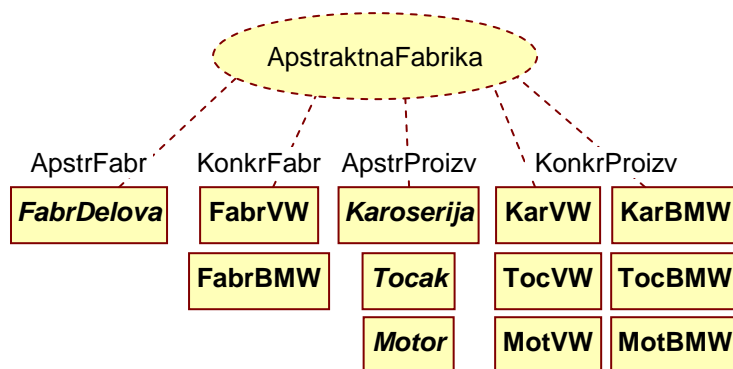 ApstraktnaFabrika
ApstrFabr KonkrFabr ApstrProizv KonkrProizv
FabrDelova FabrVW Karoserija KarVW KarBMW
FabrBMW Tocak TocVW TocBMW
Motor MotVW MotBMW